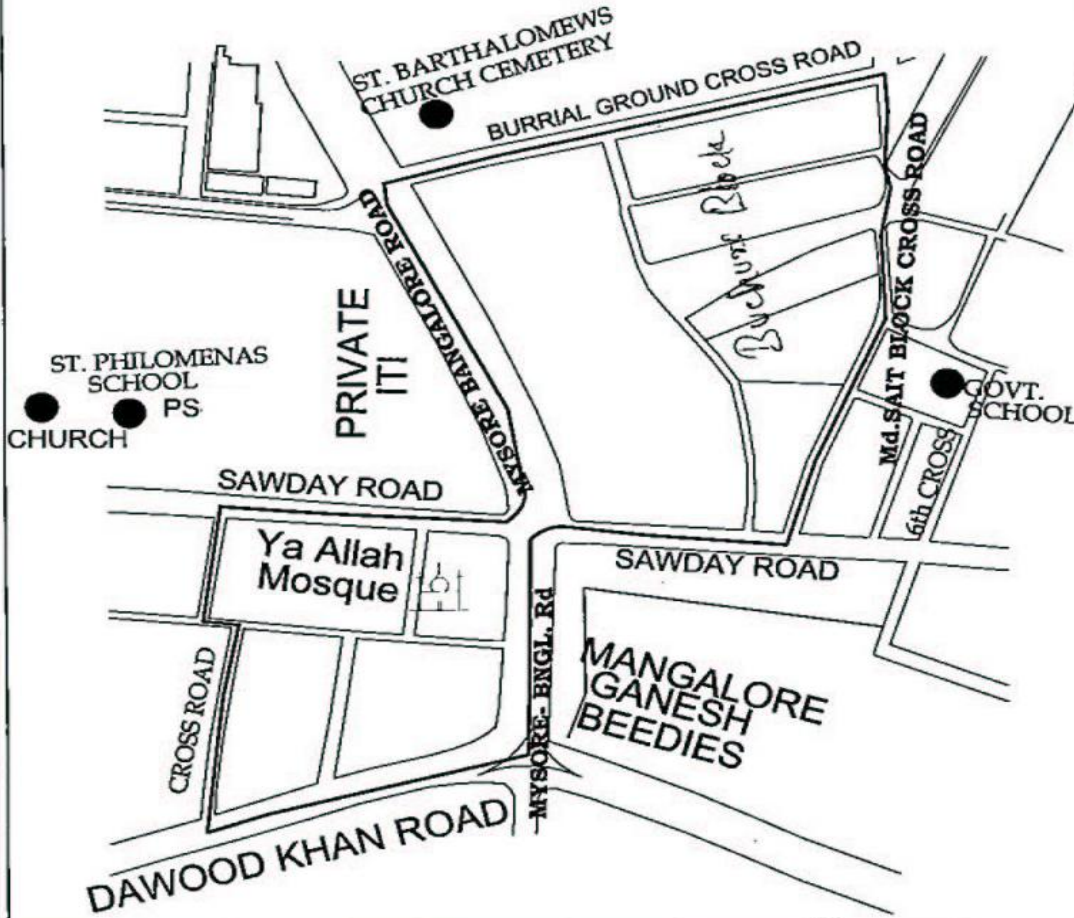 ST. BARTHALOMEWS
CHURCH CEMETERY
BURRIAL GROUND CROSS ROAD
Md.SAIT BLOCK CROSS ROAD
MYSORE BANGALORE ROAD
PRIVATE
ITI
Block
ST. PHILOMENAS
SCHOOL
PS
CHURCH
GOVT.
SCHOOL
6th CROSS
SAWDAY ROAD
Ya Allah
Mosque
SAWDAY ROAD
MYSORE- BNGL. Rd
MANGALORE
GANESH
BEEDIES
CROSS ROAD
DAWOOD KHAN ROAD